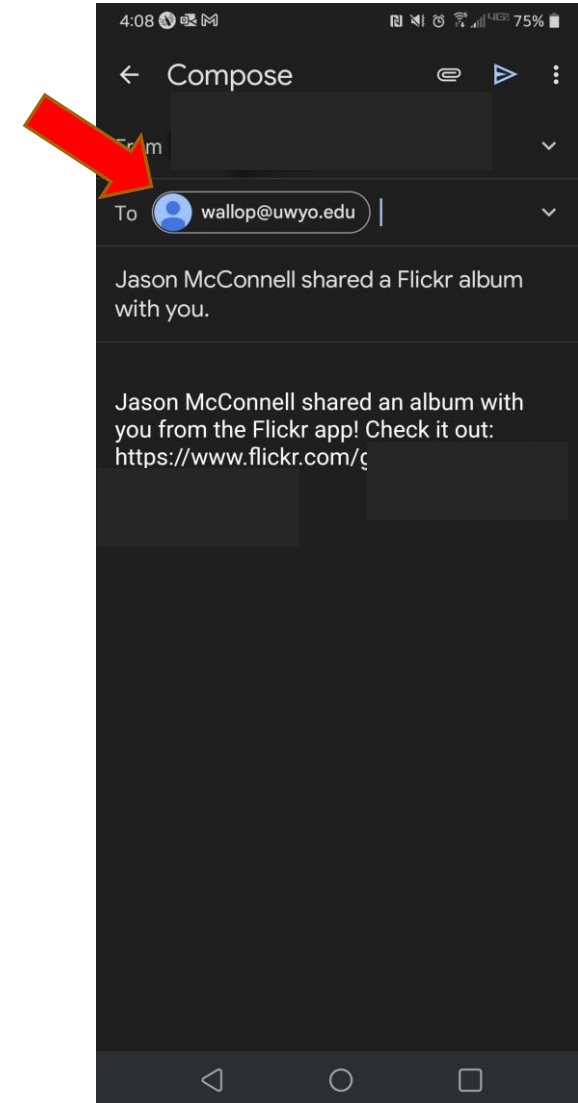 4:08 75%
Compose
From
To wallop@uwyo.edu
Jason McConnell shared a Flickr album
with you.
Jason McConnell shared an album with
you from the Flickr app! Check it out:
https://www.flickr.com/g